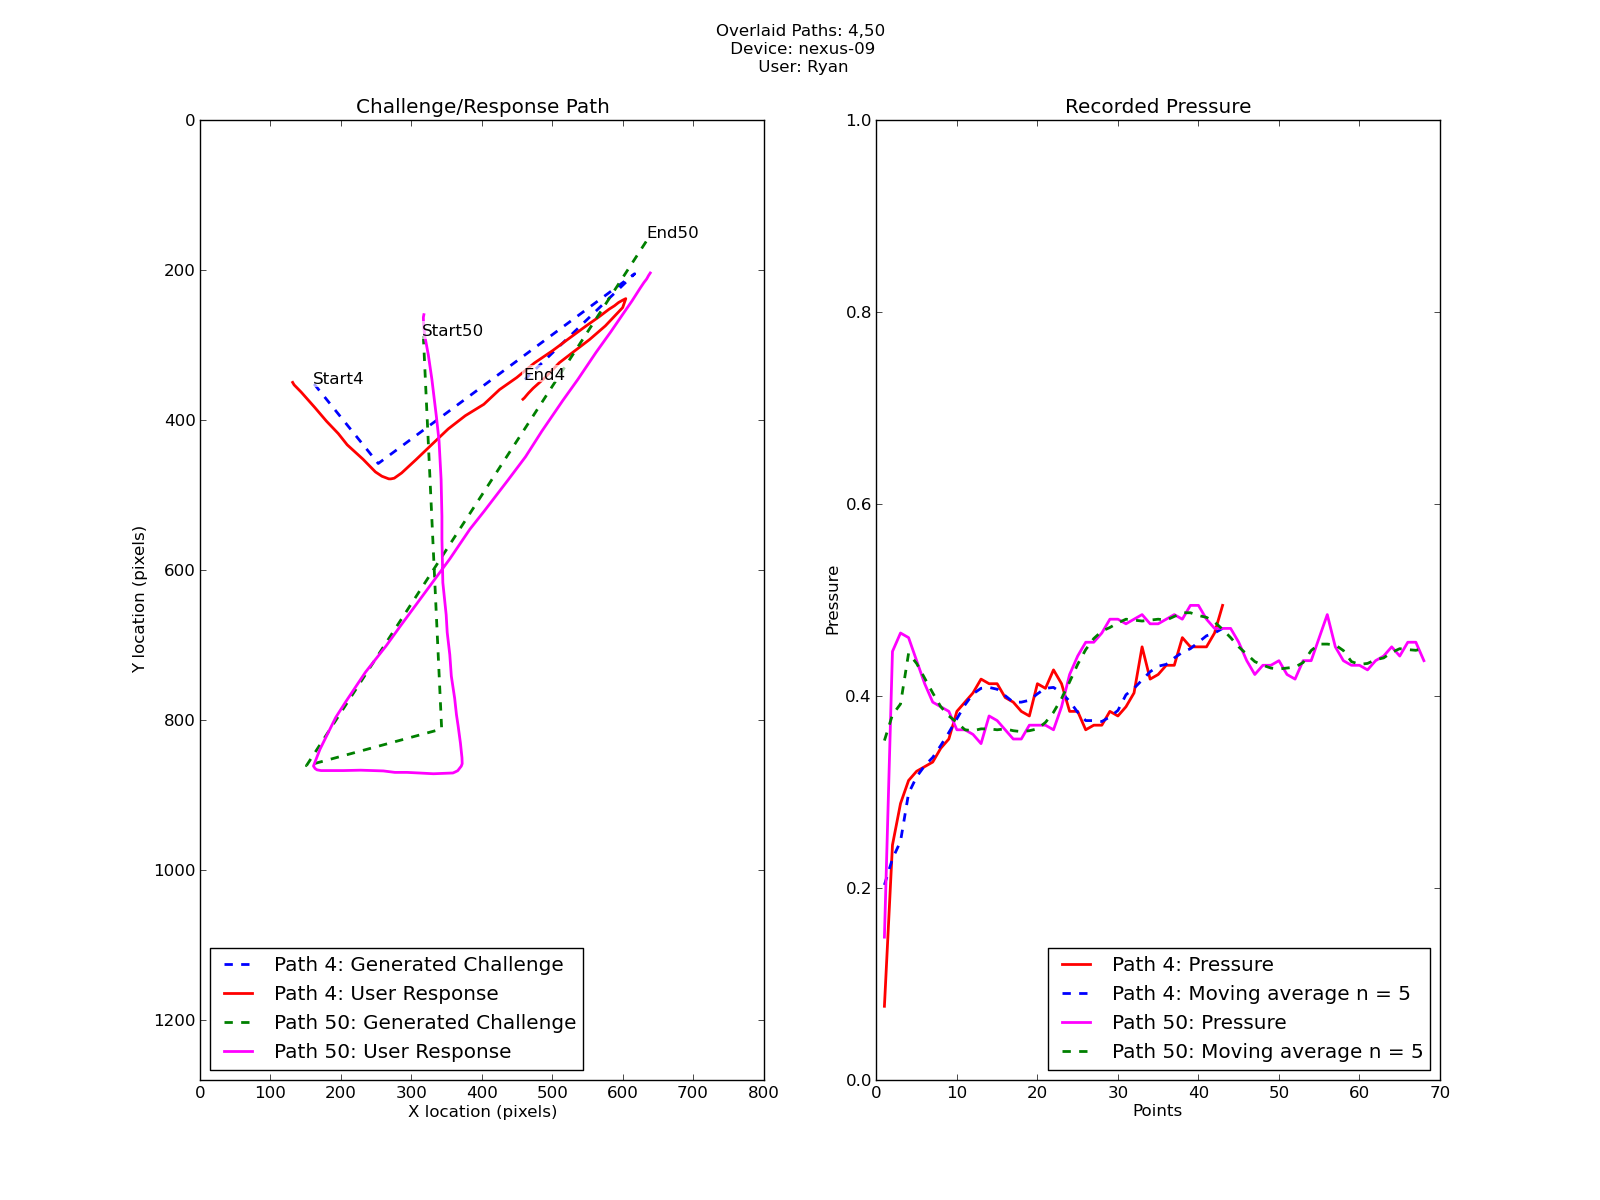 Overlaid Paths: 4,50
Device: nexus-09
User: Ryan
Challenge/Response Path
0
200
400
600
800
1000
1200
Y location (pixels)
End50
Start50
Start4
End4
Path 4: Generated Challenge
Path 4: User Response
Path 50: Generated Challenge
Path 50: User Response
0 100 200 300 400 500 600 700 800
X location (pixels)
Recorded Pressure
1.0
0.8
0.6
0.4
0.2
0.0
Pressure
Path 4: Pressure
Path 4: Moving average n = 5
Path 50: Pressure
Path 50: Moving average n = 5
0 10 20 30 40 50 60 70
Points